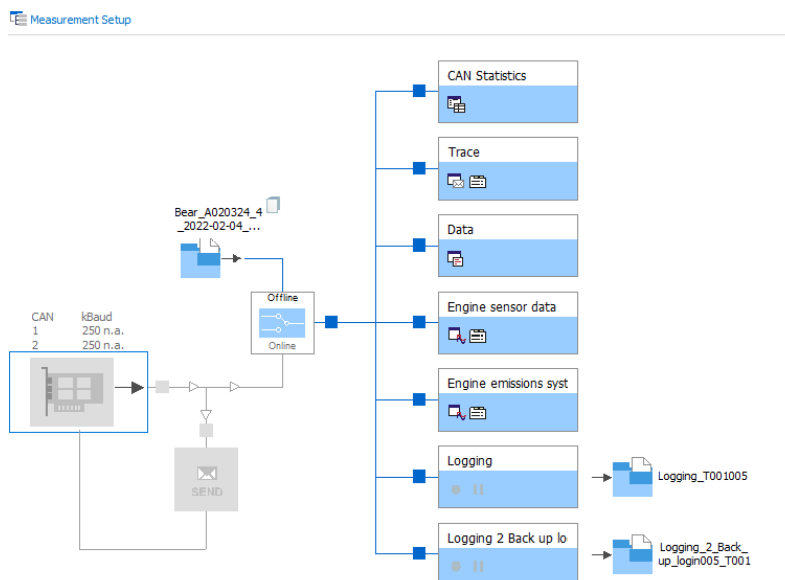 Measurement Setup
CAN Statistics
Trace
Bear_A020324_4
_2022-02-04_...
Data
Offline
Online
Engine sensor data
CAN kBaud
1 250 n.a.
2 250 n.a.
Engine emissions syst
SEND
Logging
Logging_T001005
Logging 2 Back up lo
Logging_2_Back_
up_login005_T001